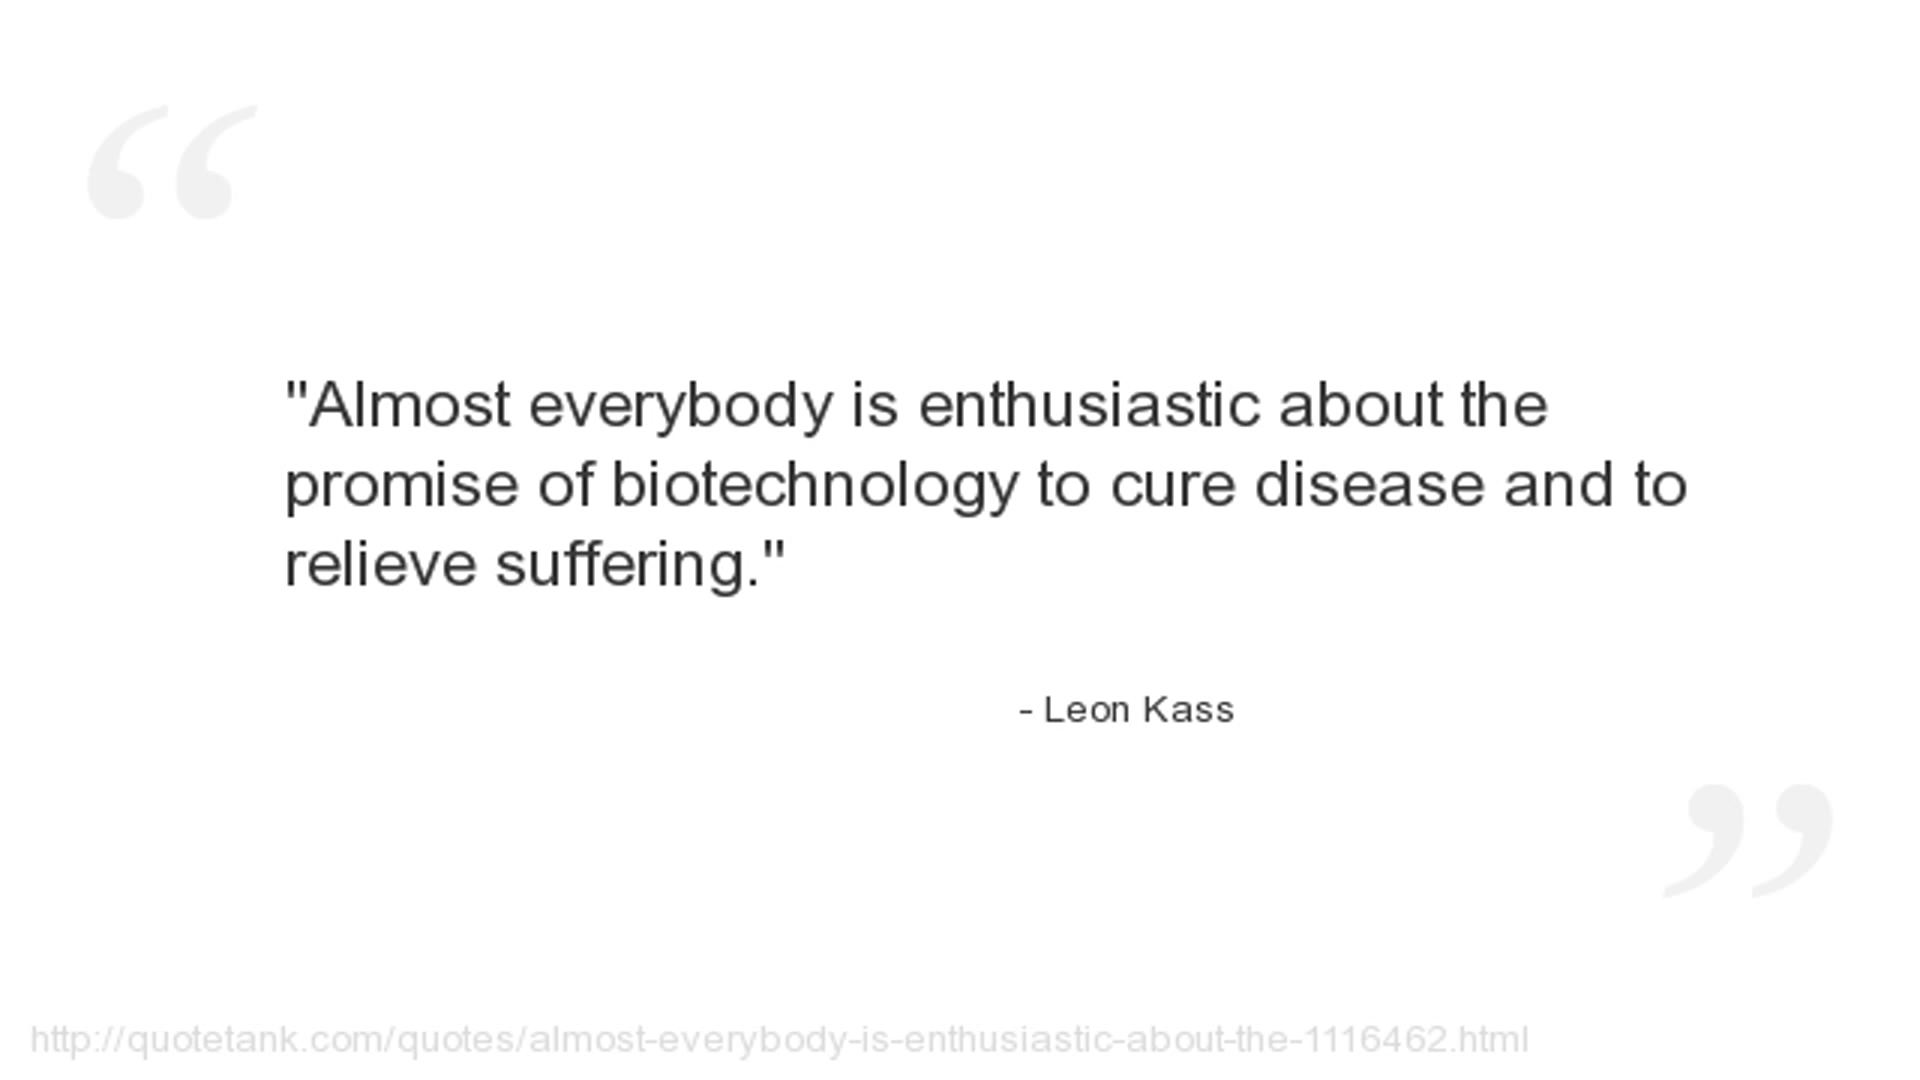 "Almost everybody is enthusiastic about the
promise of biotechnology to cure disease and to
relieve suffering."
- Leon Kass
http://quotetank.com/quotes/almost-everybody-is-enthusiastic-about-the-1116462.html